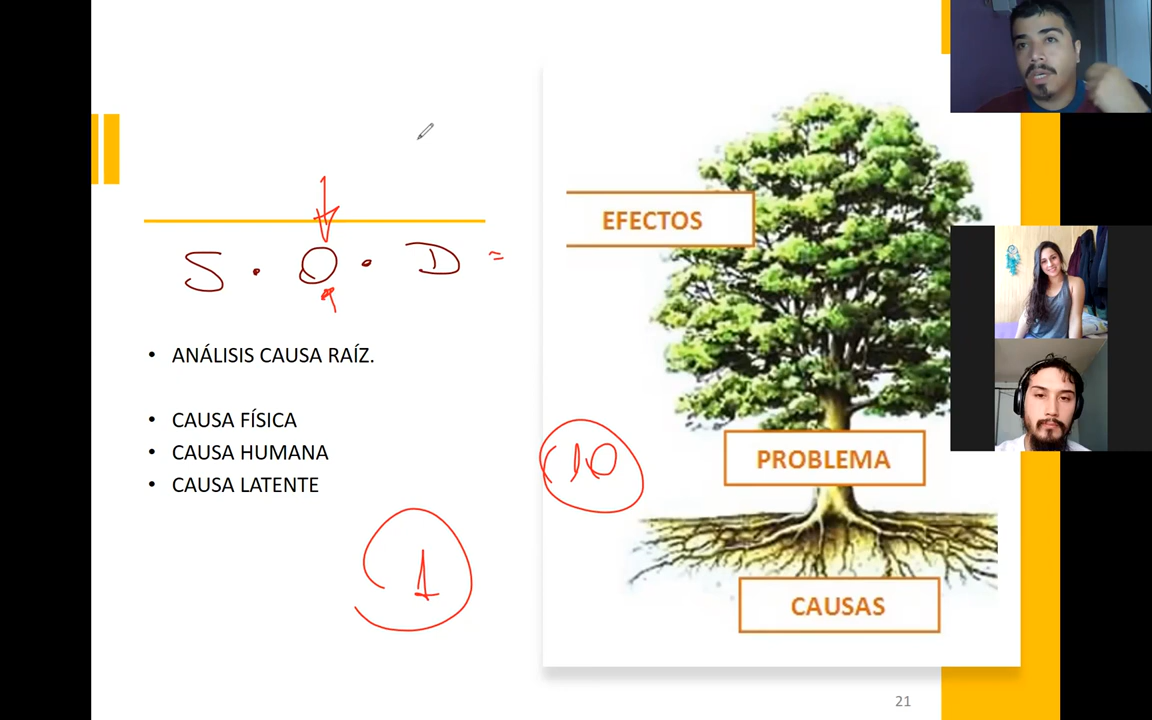 S . O . D =
• ANÁLISIS CAUSA RAÍZ.
• CAUSA FÍSICA
• CAUSA HUMANA
• CAUSA LATENTE
1
10
EFECTOS
PROBLEMA
CAUSAS
21